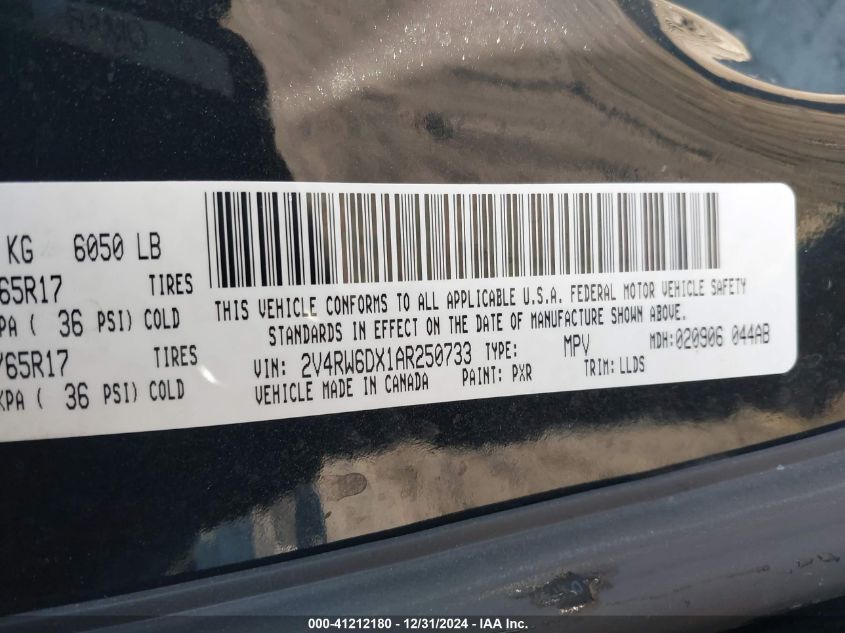 KG 6050 LB
65R17 TIRES
PA ( 36 PSI) COLD
/65R17 TIRES
KPA ( 36 PSI) COLD
THIS VEHICLE CONFORMS TO ALL APPLICABLE U.S.A. FEDERAL MOTOR VEHICLE SAFETY
STANDARDS IN EFFECT ON THE DATE OF MANUFACTURE SHOWN ABOVE.
VIN: 2V4RW6DX1AR250733 TYPE: MPV MDH:020906 044AB
VEHICLE MADE IN CANADA PAINT: PXR TRIM: LLDS
000-41212180 - 12/31/2024 - IAA Inc.